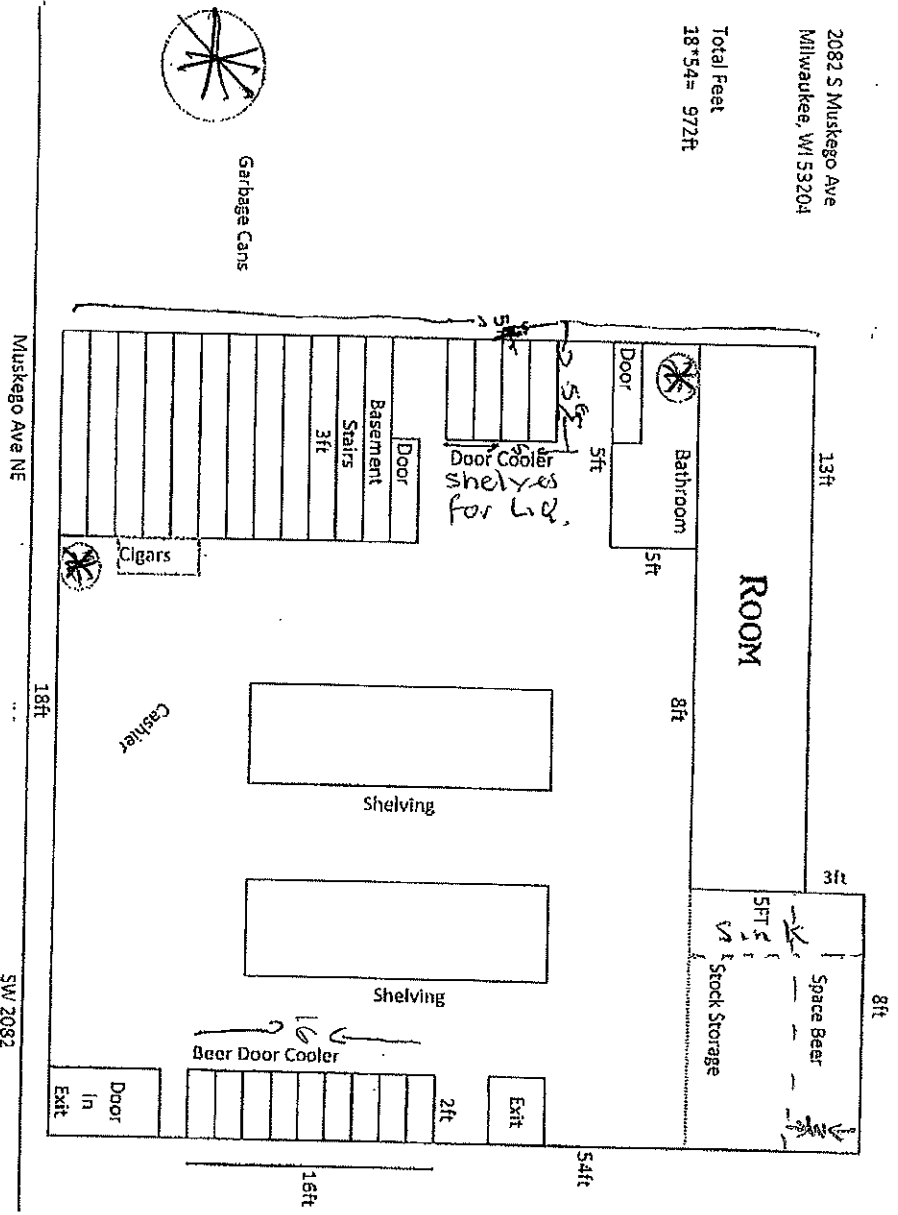 2082 S Muskego Ave
Milwaukee, WI 53204
Total Feet
18*54= 972ft
Garbage Cans
13ft
ROOM
3ft
8ft
Space Beer
5FT
Stock Storage
Door
Bathroom
5ft
5ft
8ft
Door Cooler
shelves
for LiQ.
Door
Basement
Stairs
3ft
Cigars
Cashier
Shelving
Shelving
16
Beer Door Cooler
2ft
Exit
54ft
16ft
Door
in
Exit
18ft
Muskego Ave NE
SW 2082